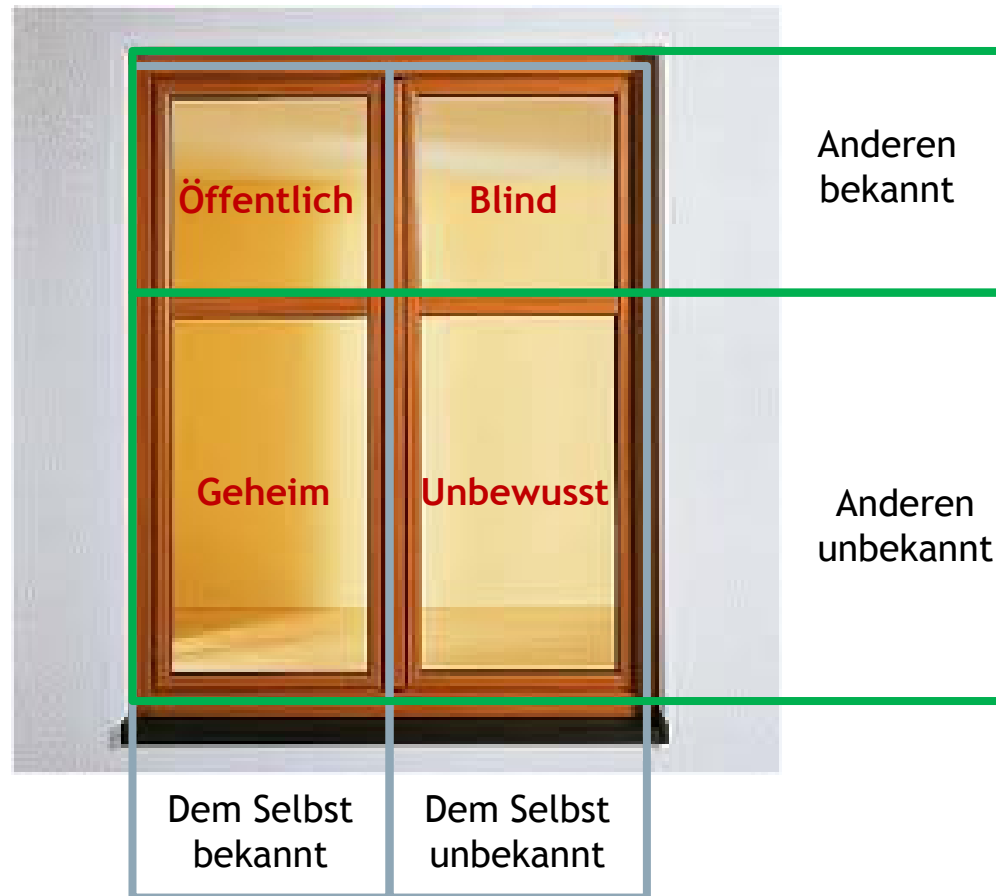 Öffentlich
Blind
Anderen
bekannt
Geheim
Unbewusst
Anderen
unbekannt
Dem Selbst
bekannt
Dem Selbst
unbekannt